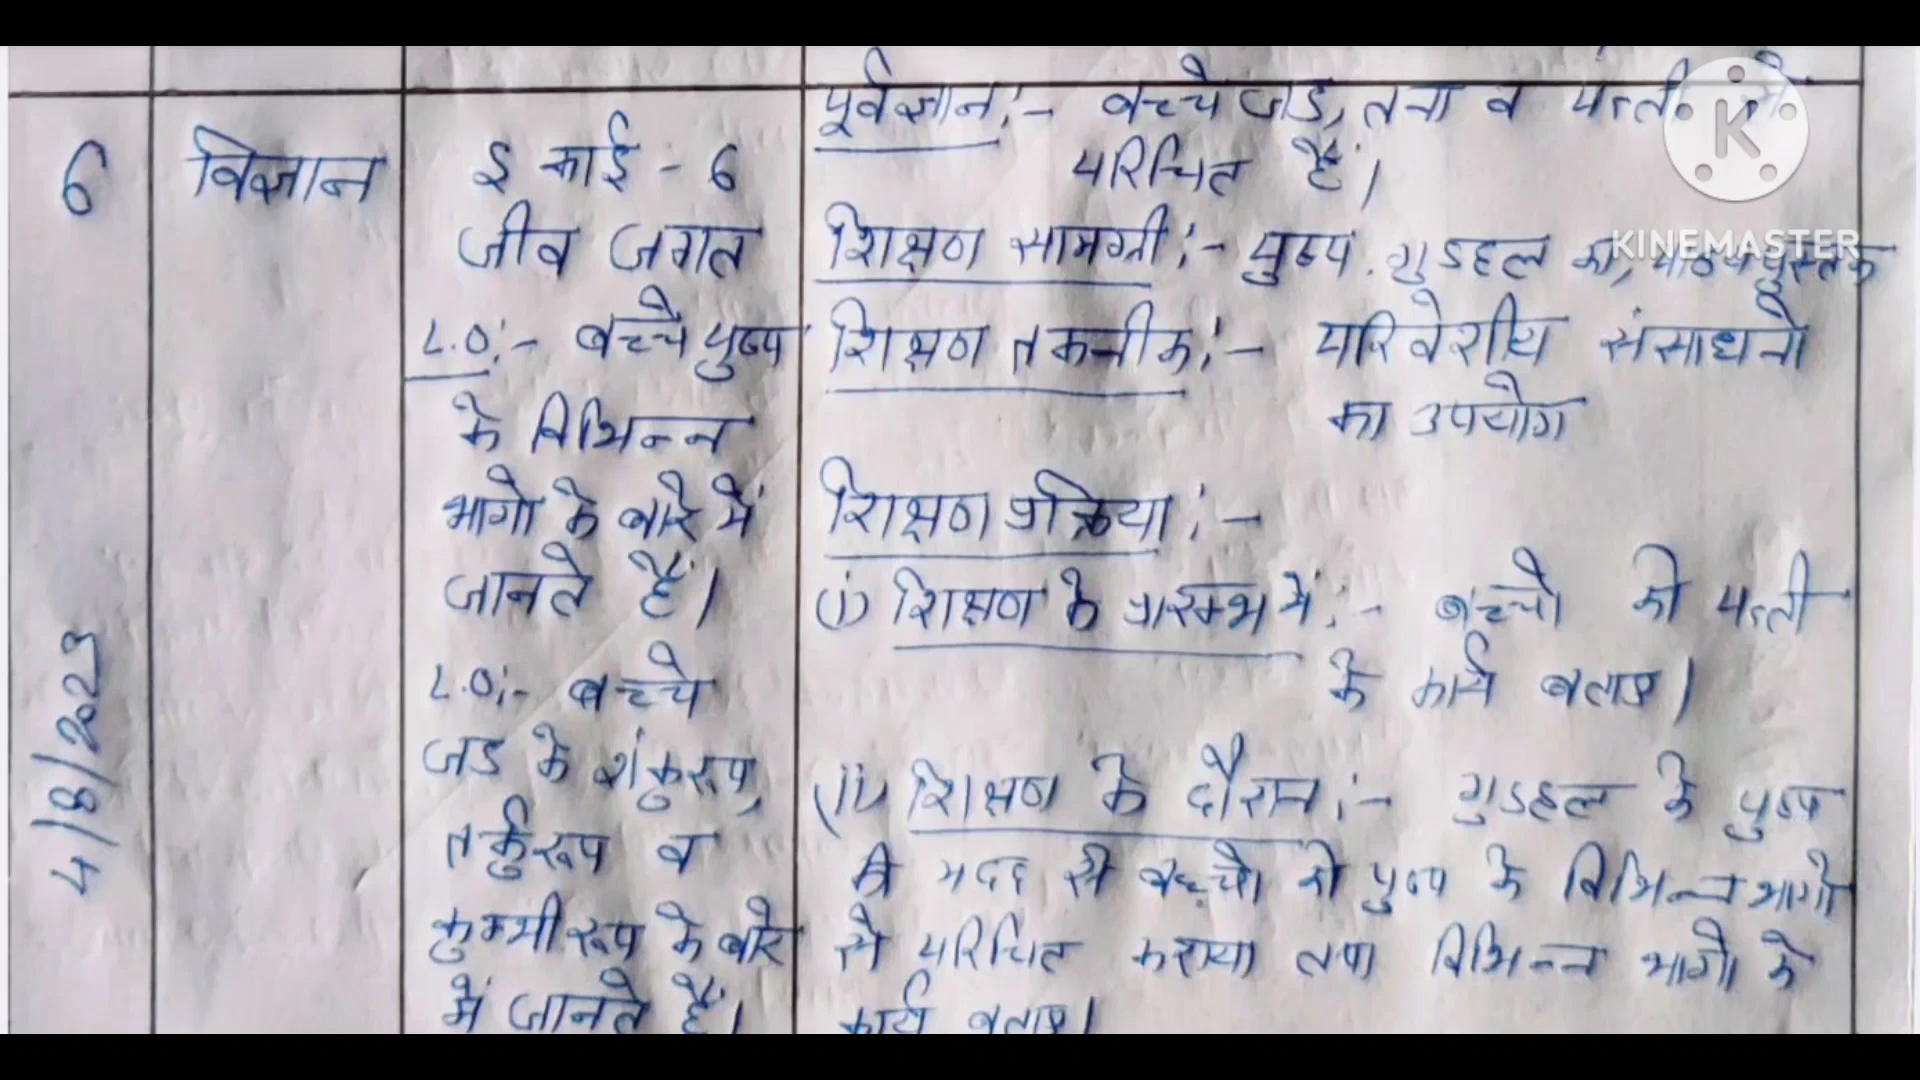 6
4/8/2023
विज्ञान
इकाई - 6
जीव जगत
L.O:- बच्चे पुष्प
के विभिन्न
भागो के बारे में
जानते हैं।
L.O:- बच्चे
जड के शंकुरूप,
तर्कुरूप व
कुम्भीरूप के बारे
में जानते हैं।
पूर्वज्ञान:- बच्चे जड, तना व पत्ती से
परिचित हैं।
शिक्षण सामग्री:- पुष्प गुडहल का, पाठ्यपुस्तक
शिक्षण तकनीक:- परिवेशीय संसाधनो
का उपयोग
शिक्षण प्रक्रिया:-
(i) शिक्षण के प्रारम्भ में:- बच्चो को पत्ती
के कार्य बताए।
(ii) शिक्षण के दौरान:- गुडहल के पुष्प
की मदद से बच्चो को पुष्प के विभिन्न भागो
से परिचित कराया तथा विभिन्न भागो के
कार्य बताए।
K
KINEMASTER